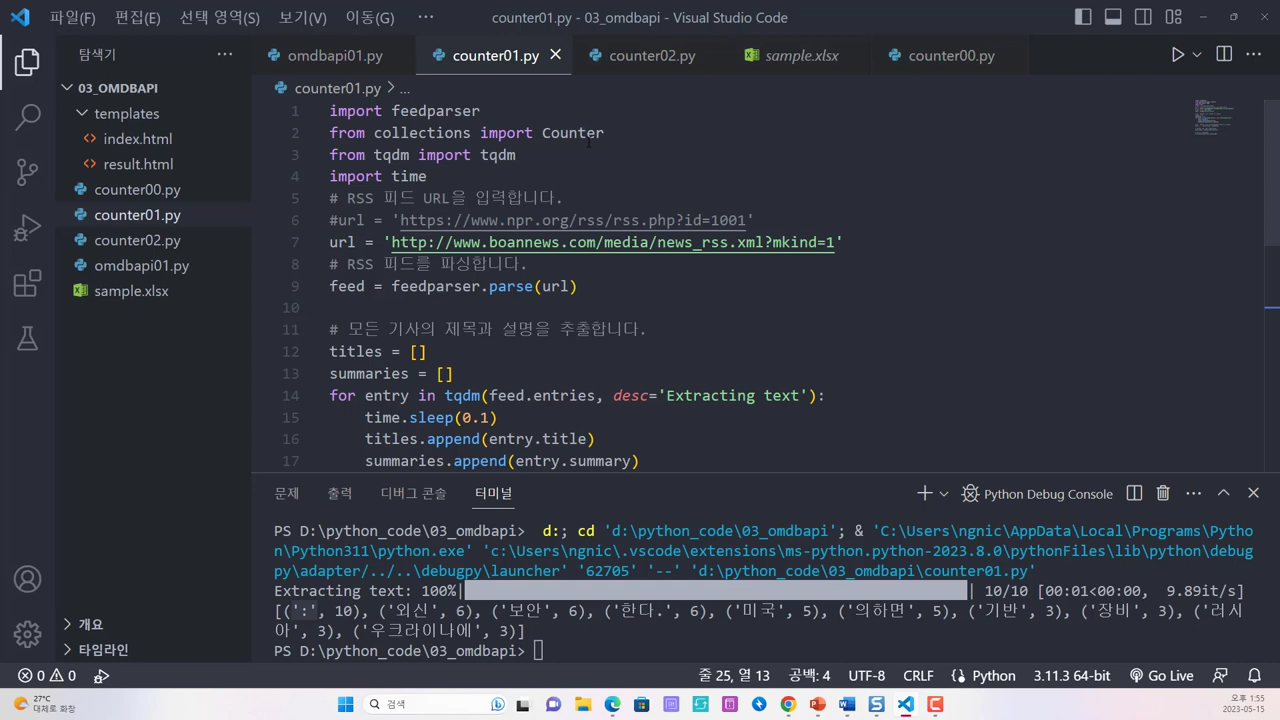 파일(F) 편집(E) 선택 영역(S) 보기(V) 이동(G) ··· counter01.py - 03_omdbapi - Visual Studio Code
탐색기 ···
omdbapi01.py counter01.py counter02.py sample.xlsx counter00.py
03_OMDBAPI
templates
index.html
result.html
counter00.py
counter01.py
counter02.py
omdbapi01.py
sample.xlsx
개요
타임라인
counter01.py > ...
1 import feedparser
2 from collections import Counter
3 from tqdm import tqdm
4 import time
5 # RSS 피드 URL을 입력합니다.
6 #url = 'https://www.npr.org/rss/rss.php?id=1001'
7 url = 'http://www.boannews.com/media/news_rss.xml?mkind=1'
8 # RSS 피드를 파싱합니다.
9 feed = feedparser.parse(url)
10
11 # 모든 기사의 제목과 설명을 추출합니다.
12 titles = []
13 summaries = []
14 for entry in tqdm(feed.entries, desc='Extracting text'):
15 time.sleep(0.1)
16 titles.append(entry.title)
17 summaries.append(entry.summary)
문제 출력 디버그 콘솔 터미널 Python Debug Console
PS D:\python_code\03_omdbapi> d:; cd 'd:\python_code\03_omdbapi'; & 'C:\Users\ngnic\AppData\Local\Programs\Pytho
n\Python311\python.exe' 'c:\Users\ngnic\.vscode\extensions\ms-python.python-2023.8.0\pythonFiles\lib\python\debug
py\adapter/../..\debugpy\launcher' '62705' '--' 'd:\python_code\03_omdbapi\counter01.py'
Extracting text: 100%| | 10/10 [00:01<00:00, 9.89it/s]
[(':', 10), ('외신', 6), ('보안', 6), ('한다.', 6), ('미국', 5), ('의하면', 5), ('기반', 3), ('장비', 3), ('러시
아', 3), ('우크라이나에', 3)]
PS D:\python_code\03_omdbapi>
0 0 줄 25, 열 13 공백: 4 UTF-8 CRLF Python 3.11.3 64-bit Go Live
27°C
대체로 화창
검색
오후 1:55
2023-05-15